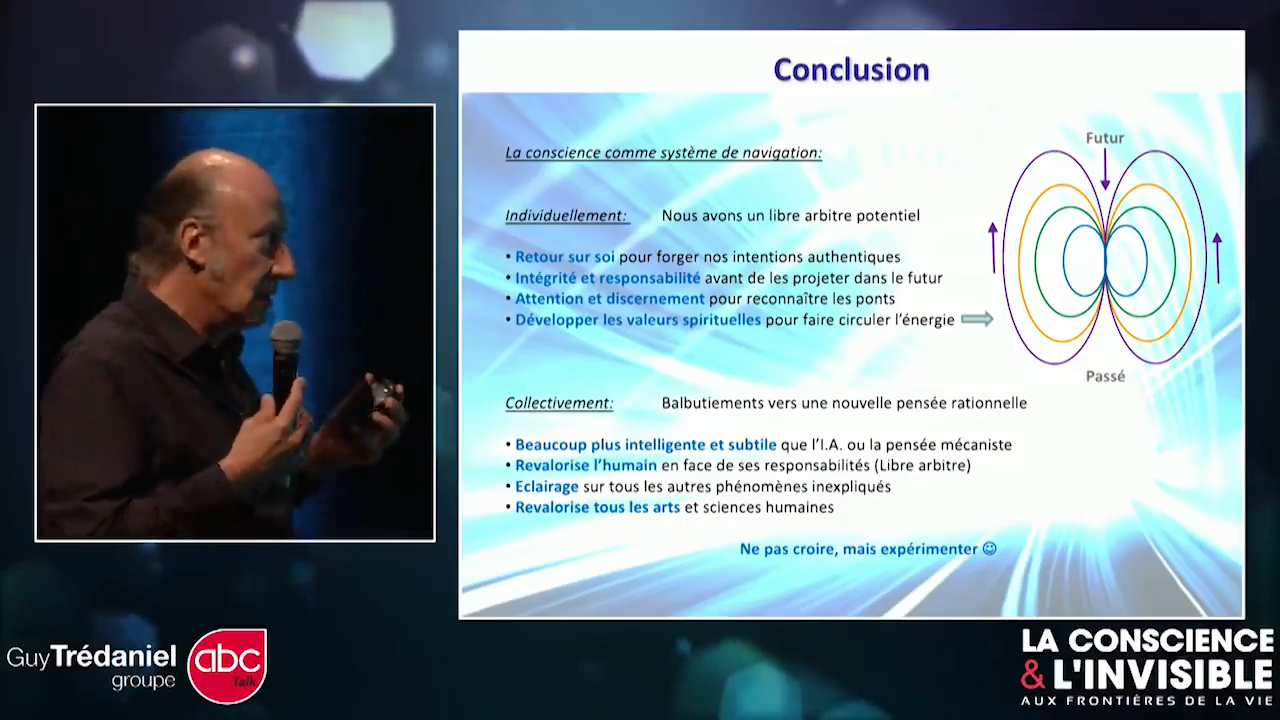 Conclusion
La conscience comme système de navigation:
Individuellement: Nous avons un libre arbitre potentiel
• Retour sur soi pour forger nos intentions authentiques
• Intégrité et responsabilité avant de les projeter dans le futur
• Attention et discernement pour reconnaître les ponts
• Développer les valeurs spirituelles pour faire circuler l'énergie
Futur
Passé
Collectivement: Balbutiements vers une nouvelle pensée rationnelle
• Beaucoup plus intelligente et subtile que l'I.A. ou la pensée mécaniste
• Revalorise l'humain en face de ses responsabilités (Libre arbitre)
• Eclairage sur tous les autres phénomènes inexpliqués
• Revalorise tous les arts et sciences humaines
Ne pas croire, mais expérimenter ☺
Guy Trédaniel
groupe
abc
Talk
LA CONSCIENCE
& L'INVISIBLE
AUX FRONTIÈRES DE LA VIE